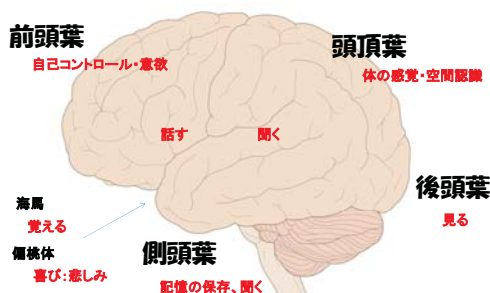 前頭葉
自己コントロール・意欲
頭頂葉
体の感覚・空間認識
話す
聞く
後頭葉
見る
海馬
覚える
偏桃体
喜び:悲しみ
側頭葉
記憶の保存、聞く